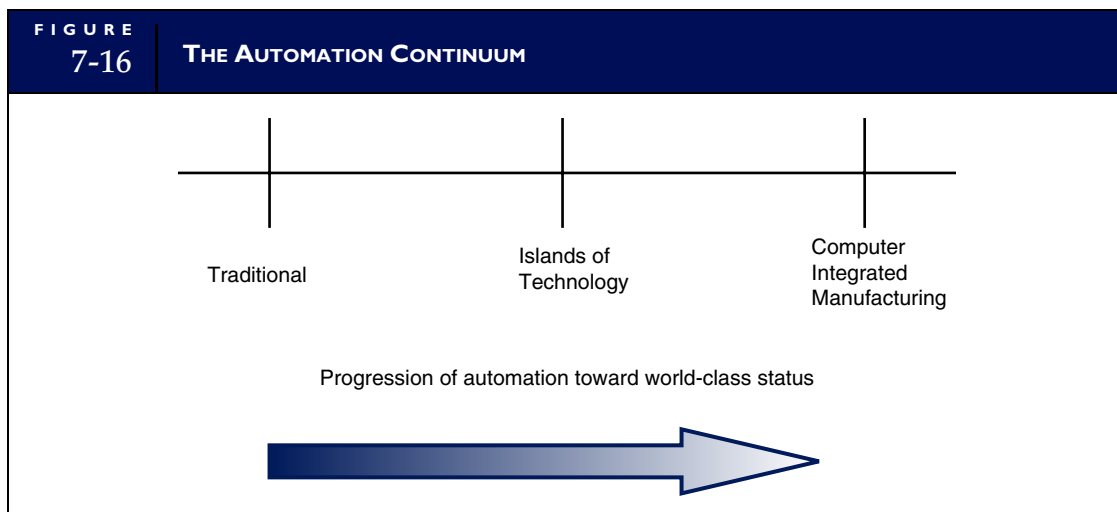 FIGURE
7-16
THE AUTOMATION CONTINUUM
Traditional
Islands of
Technology
Computer
Integrated
Manufacturing
Progression of automation toward world-class status